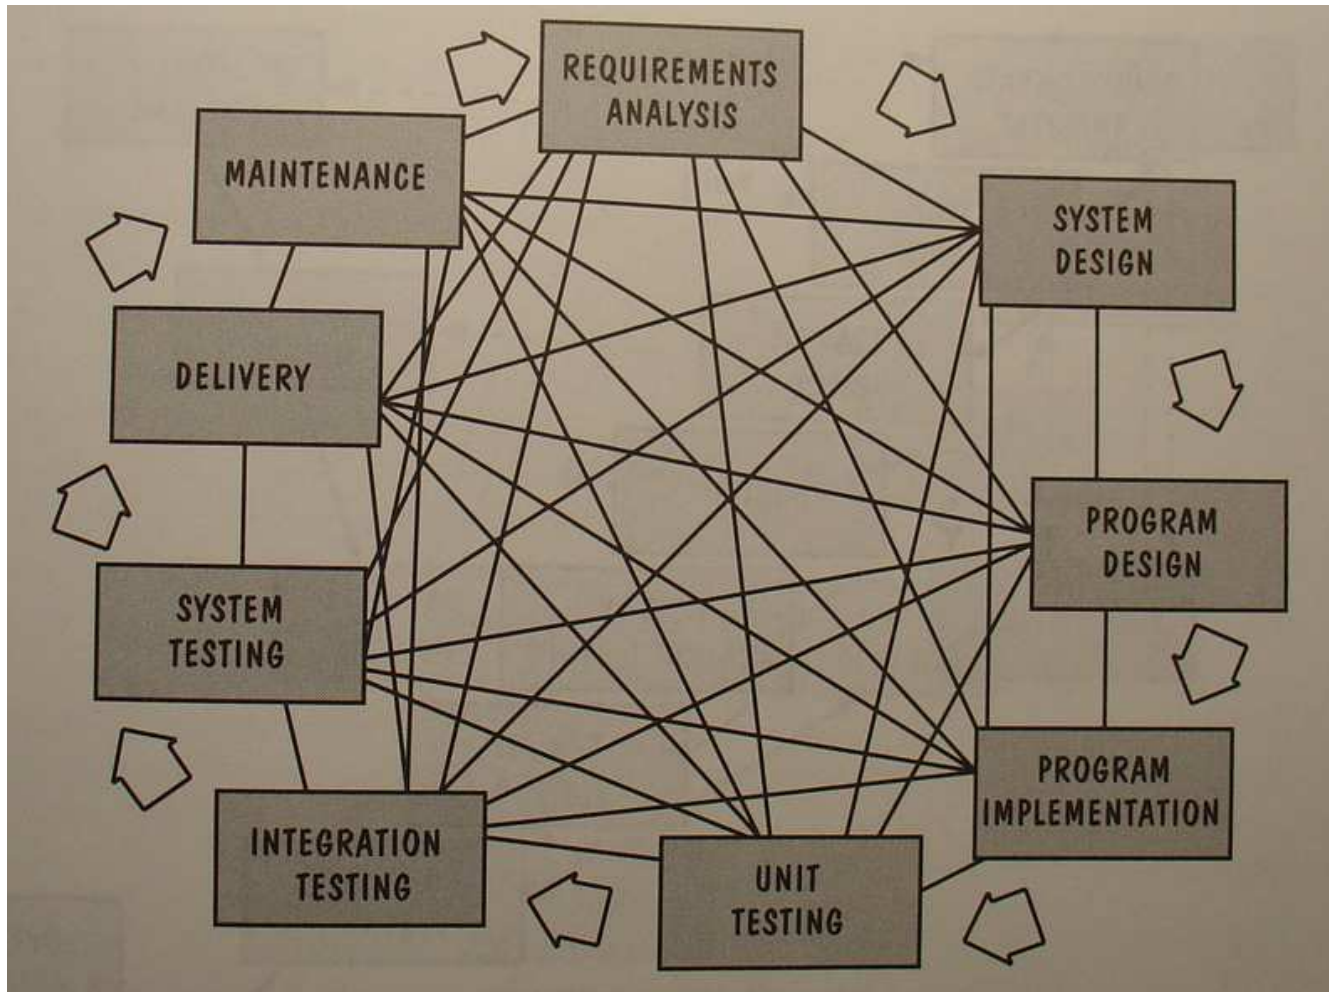 REQUIREMENTS
ANALYSIS
SYSTEM
DESIGN
PROGRAM
DESIGN
PROGRAM
IMPLEMENTATION
UNIT
TESTING
INTEGRATION
TESTING
SYSTEM
TESTING
DELIVERY
MAINTENANCE